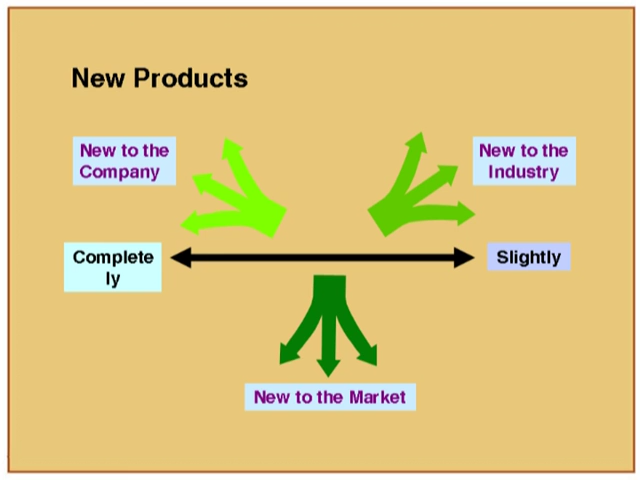 New Products
New to the
Company
New to the
Industry
Complete
ly
Slightly
New to the Market